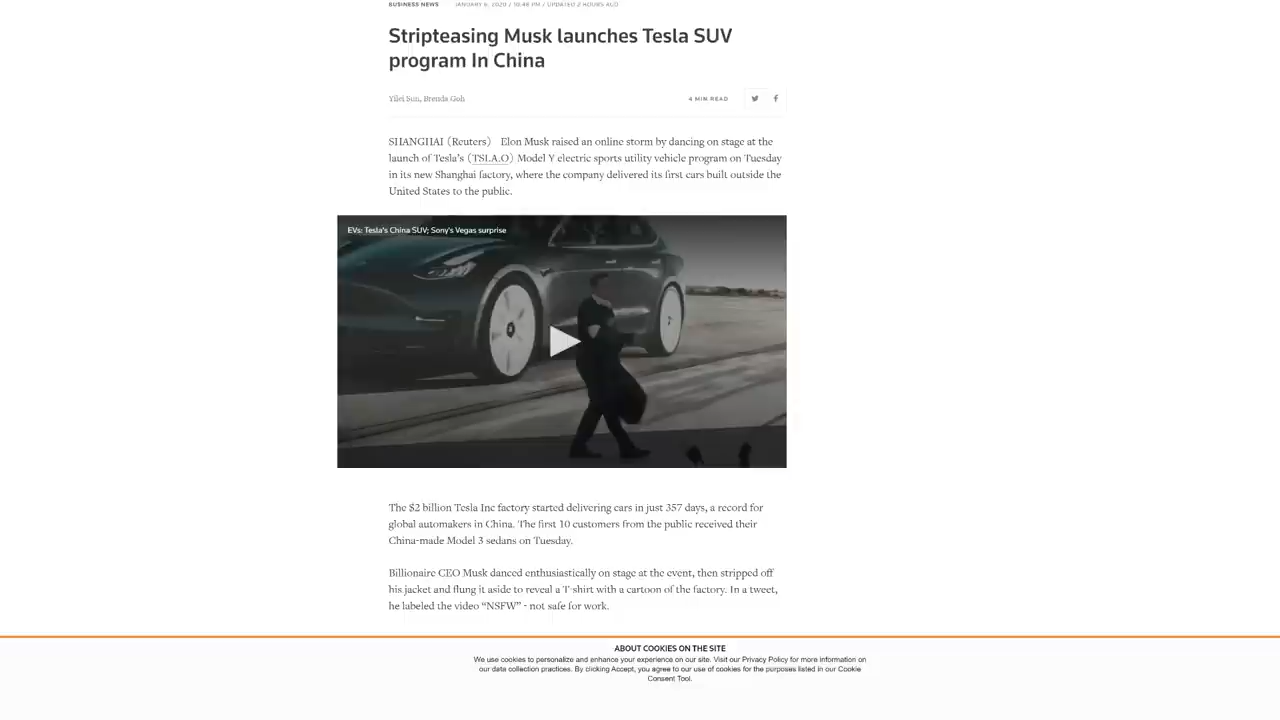 BUSINESS NEWS JANUARY 6, 2020 / 10:48 PM / UPDATED 2 HOURS AGO
Stripteasing Musk launches Tesla SUV
program In China
Yilei Sun, Brenda Goh
4 MIN READ
SHANGHAI (Reuters) Elon Musk raised an online storm by dancing on stage at the
launch of Tesla's (TSLA.O) Model Y electric sports utility vehicle program on Tuesday
in its new Shanghai factory, where the company delivered its first cars built outside the
United States to the public.
EVs: Tesla's China SUV; Sony's Vegas surprise
The $2 billion Tesla Inc factory started delivering cars in just 357 days, a record for
global automakers in China. The first 10 customers from the public received their
China-made Model 3 sedans on Tuesday.
Billionaire CEO Musk danced enthusiastically on stage at the event, then stripped off
his jacket and flung it aside to reveal a T-shirt with a cartoon of the factory. In a tweet,
he labeled the video “NSFW” - not safe for work.
ABOUT COOKIES ON THE SITE
We use cookies to personalize and enhance your experience on our site. Visit our Privacy Policy for more information on
our data collection practices. By clicking Accept, you agree to our use of cookies for the purposes listed in our Cookie
Consent Tool.